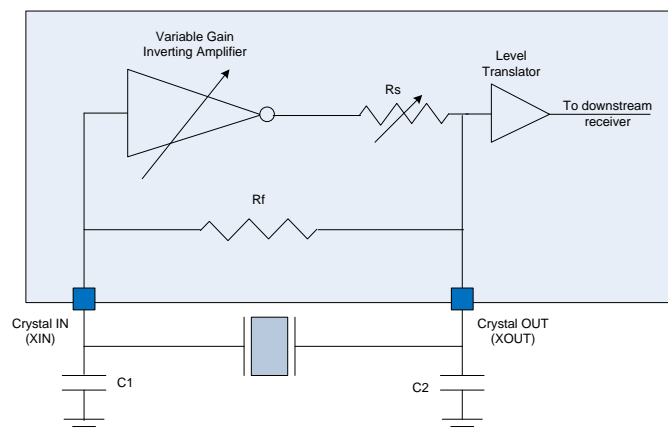 Variable Gain
Inverting Amplifier
Level
Translator
Rs
To downstream
receiver
Rf
Crystal IN
(XIN)
Crystal OUT
(XOUT)
C1
C2